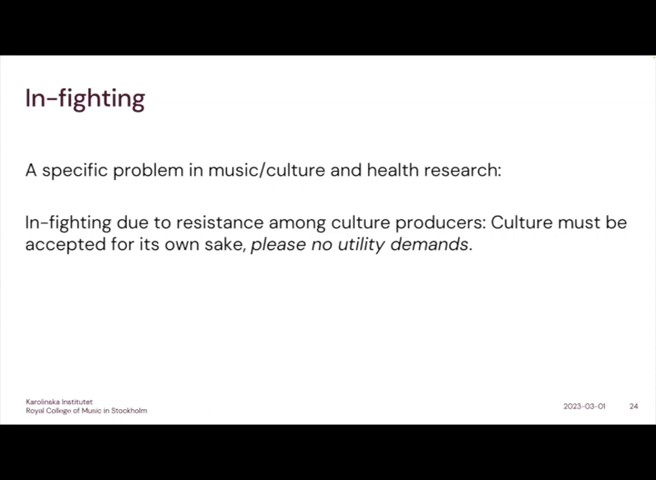 In-fighting
A specific problem in music/culture and health research:
In-fighting due to resistance among culture producers: Culture must be
accepted for its own sake, please no utility demands.
Karolinska Institutet
Royal College of Music in Stockholm
2023-03-01
24